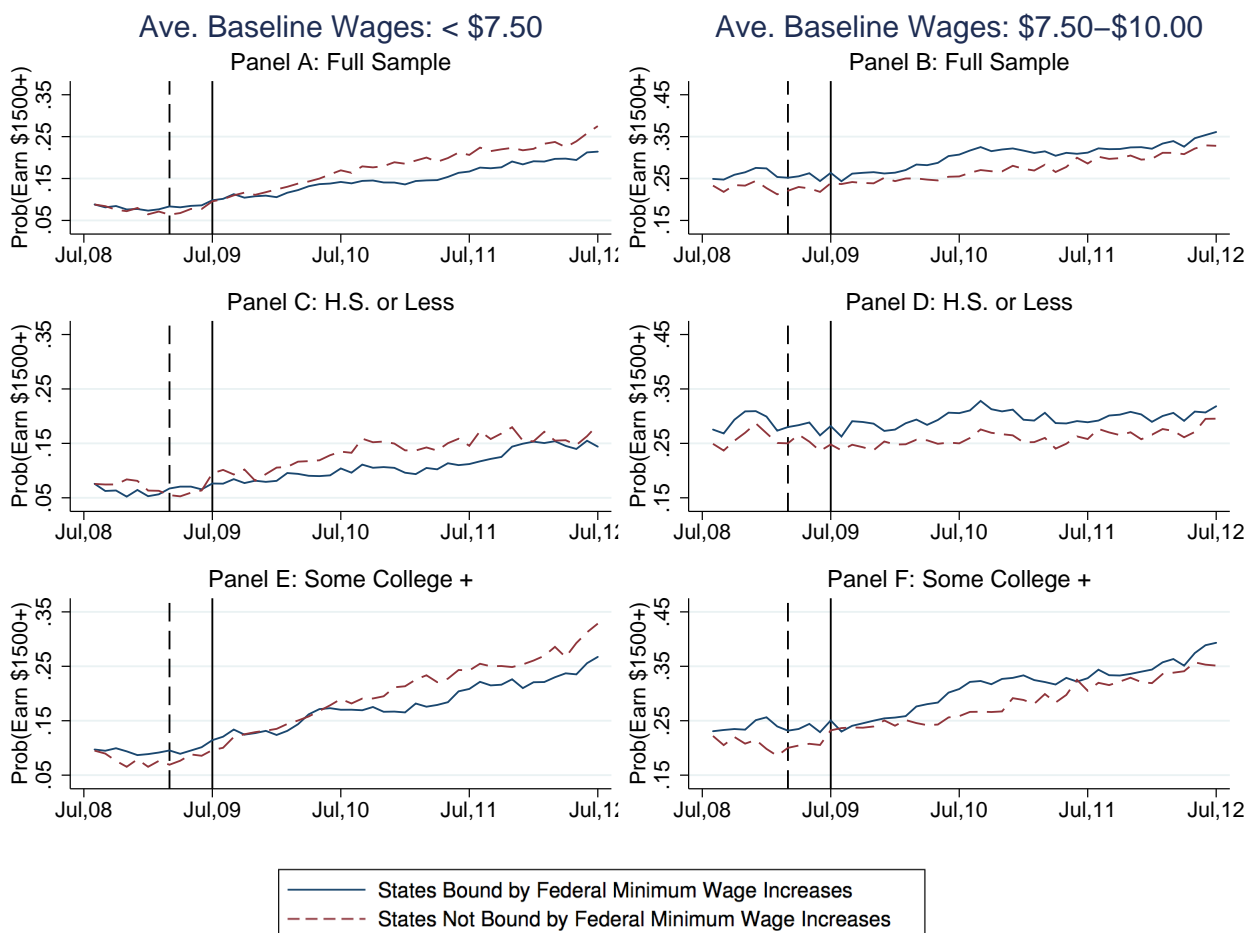 Ave. Baseline Wages: < $7.50
Ave. Baseline Wages: $7.50–$10.00
Panel A: Full Sample
Prob(Earn $1500+)
.35
.25
.15
.05
Jul,08 Jul,09 Jul,10 Jul,11 Jul,12
Panel B: Full Sample
Prob(Earn $1500+)
.45
.35
.25
.15
Jul,08 Jul,09 Jul,10 Jul,11 Jul,12
Panel C: H.S. or Less
Prob(Earn $1500+)
.35
.25
.15
.05
Jul,08 Jul,09 Jul,10 Jul,11 Jul,12
Panel D: H.S. or Less
Prob(Earn $1500+)
.45
.35
.25
.15
Jul,08 Jul,09 Jul,10 Jul,11 Jul,12
Panel E: Some College +
Prob(Earn $1500+)
.35
.25
.15
.05
Jul,08 Jul,09 Jul,10 Jul,11 Jul,12
Panel F: Some College +
Prob(Earn $1500+)
.45
.35
.25
.15
Jul,08 Jul,09 Jul,10 Jul,11 Jul,12
States Bound by Federal Minimum Wage Increases
States Not Bound by Federal Minimum Wage Increases